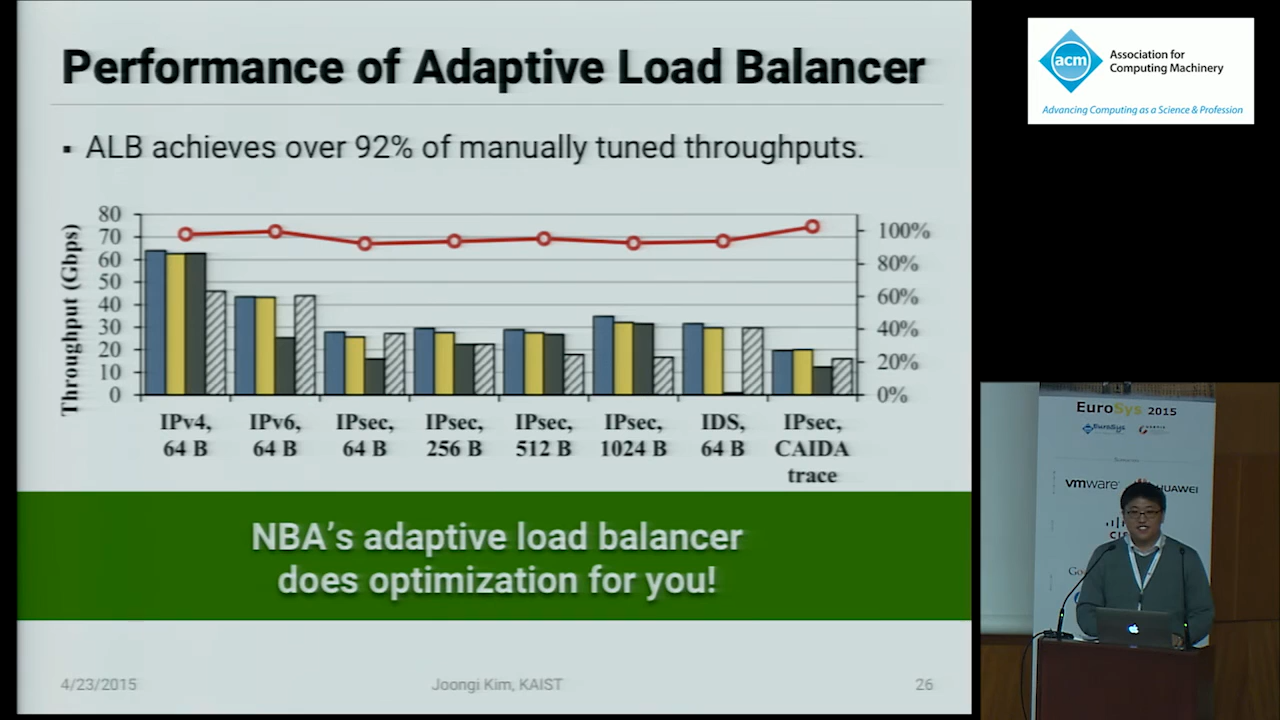 Performance of Adaptive Load Balancer
▪ ALB achieves over 92% of manually tuned throughputs.
Throughput (Gbps)
80
70
60
50
40
30
20
10
0
100%
80%
60%
40%
20%
0%
IPv4,
64 B
IPv6,
64 B
IPsec,
64 B
IPsec,
256 B
IPsec,
512 B
IPsec,
1024 B
IDS,
64 B
IPsec,
CAIDA
trace
NBA's adaptive load balancer
does optimization for you!
4/23/2015
Joongi Kim, KAIST
26
acm
Association for
Computing Machinery
Advancing Computing as a Science & Profession
EuroSys 2015
EuroSys
vmware
HUAWEI